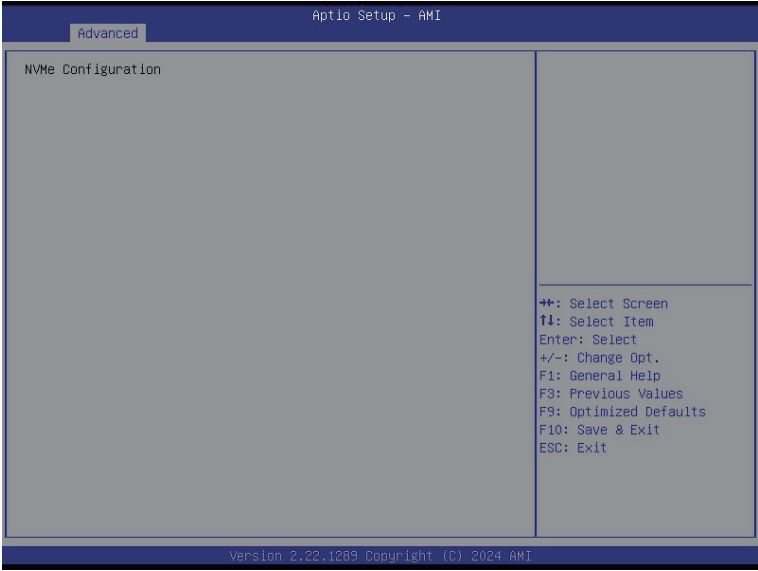 Aptio Setup – AMI
Advanced
NVMe Configuration
→←: Select Screen
↑↓: Select Item
Enter: Select
+/-: Change Opt.
F1: General Help
F3: Previous Values
F9: Optimized Defaults
F10: Save & Exit
ESC: Exit
Version 2.22.1289 Copyright (C) 2024 AMI